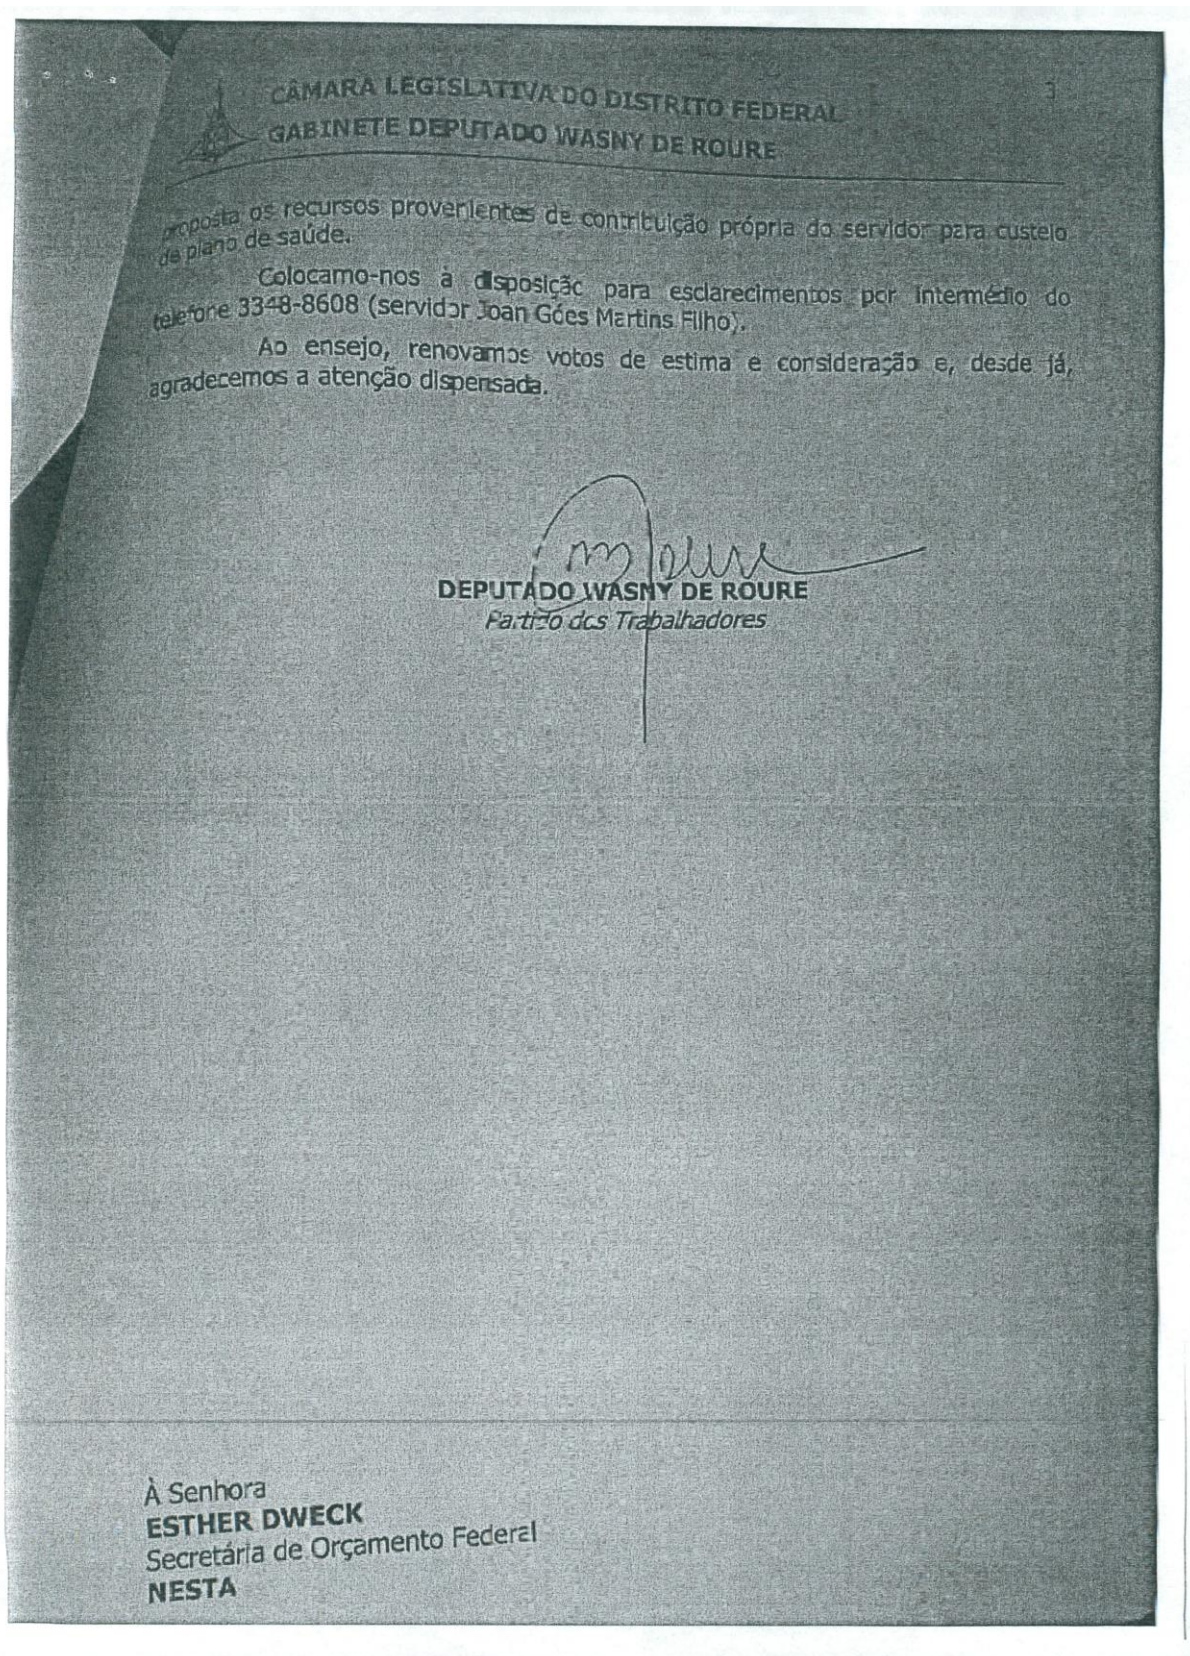 CÂMARA LEGISLATIVA DO DISTRITO FEDERAL
3
GABINETE DEPUTADO WASNY DE ROURE
proposta os recursos provenientes de contribuição própria do servidor para custeio
de plano de saúde.
Colocamo-nos à disposição para esclarecimentos por intermédio do
telefone 3348-8608 (servidor Joan Góes Martins Filho).
Ao ensejo, renovamos votos de estima e consideração e, desde já,
agradecemos a atenção dispensada.
DEPUTADO WASNY DE ROURE
Partido dos Trabalhadores
À Senhora
ESTHER DWECK
Secretária de Orçamento Federal
NESTA